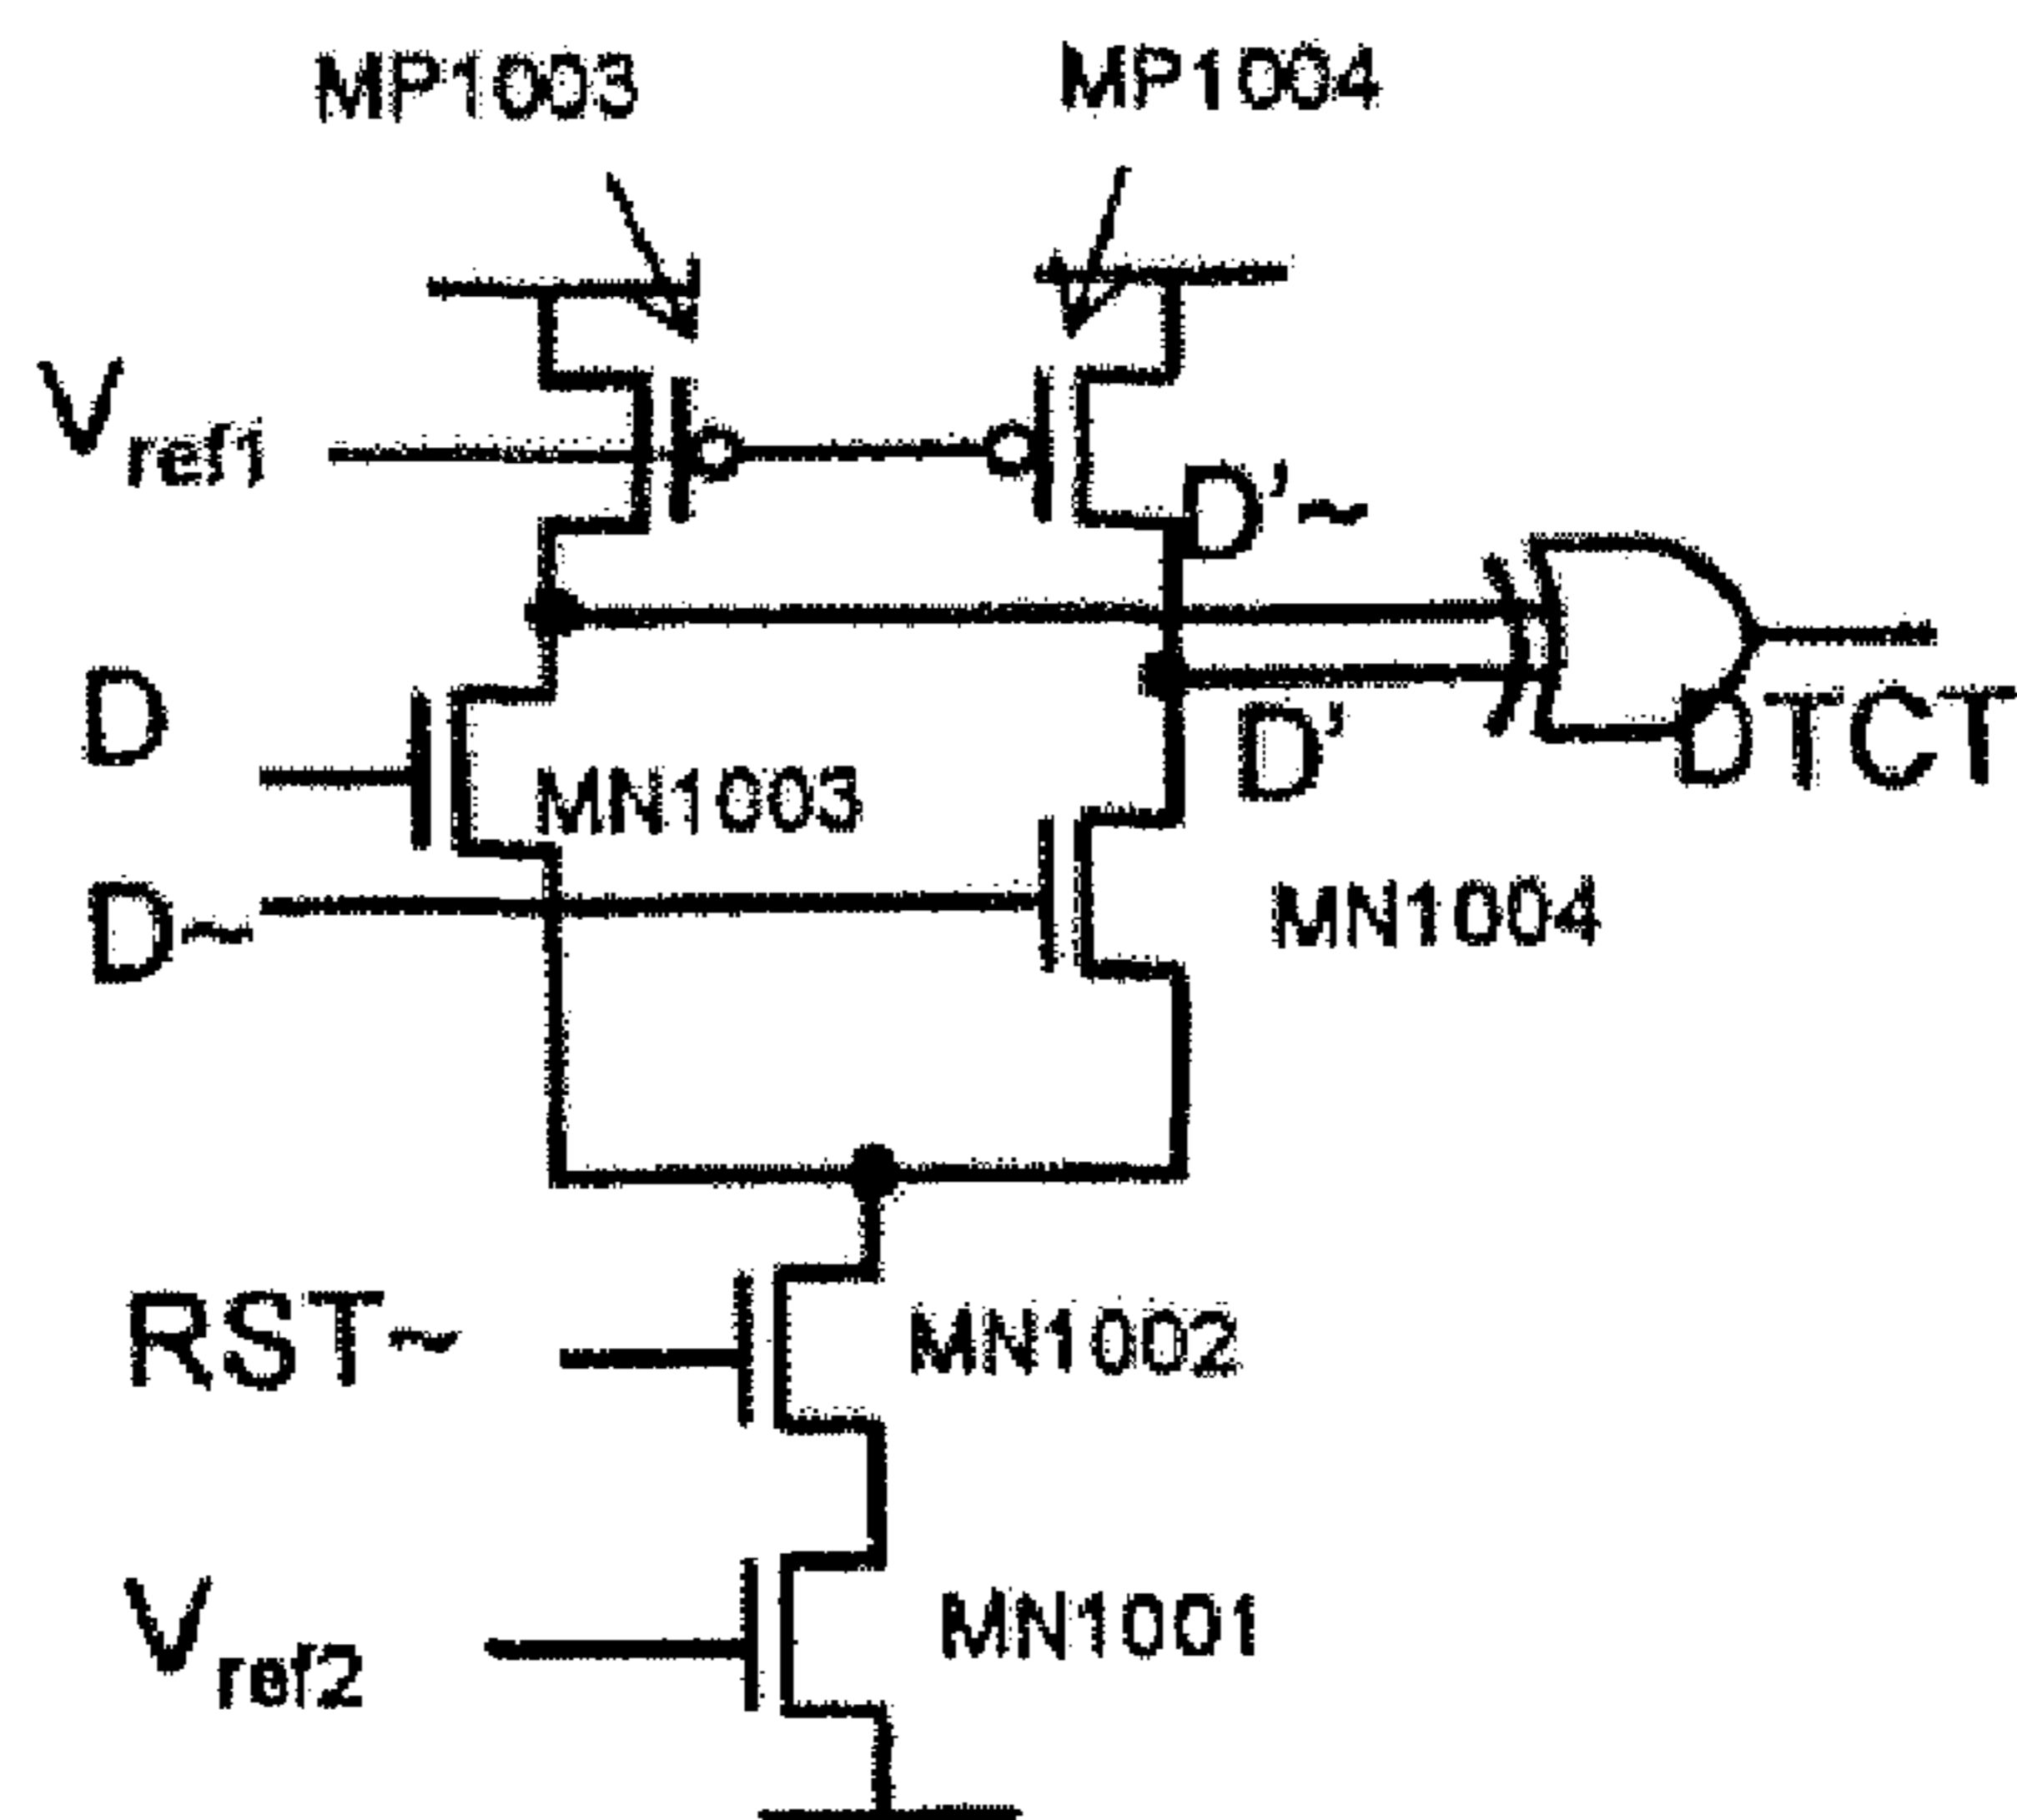 MP1003
MP1004
Vref1
D'~
D
D'
DTCT
MN1003
D~
MN1004
RST~
MN1002
Vref2
MN1001